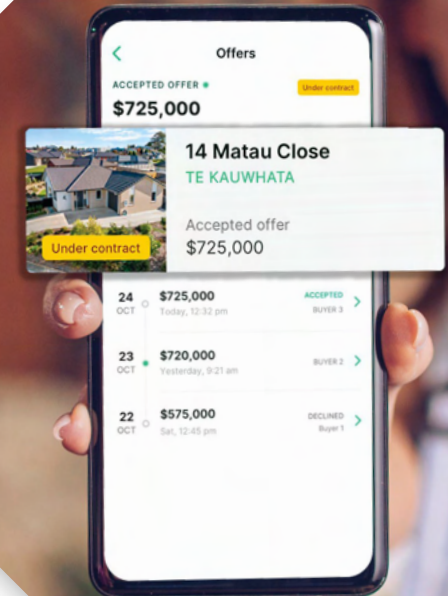 Offers
ACCEPTED OFFER
Under contract
$725,000
14 Matau Close
TE KAUWHATA
Accepted offer
$725,000
Under contract
24 OCT
$725,000
Today, 12:32 pm
ACCEPTED
BUYER 3
23 OCT
$720,000
Yesterday, 9:21 am
BUYER 2
22 OCT
$575,000
Sat, 12:45 pm
DECLINED
Buyer 1